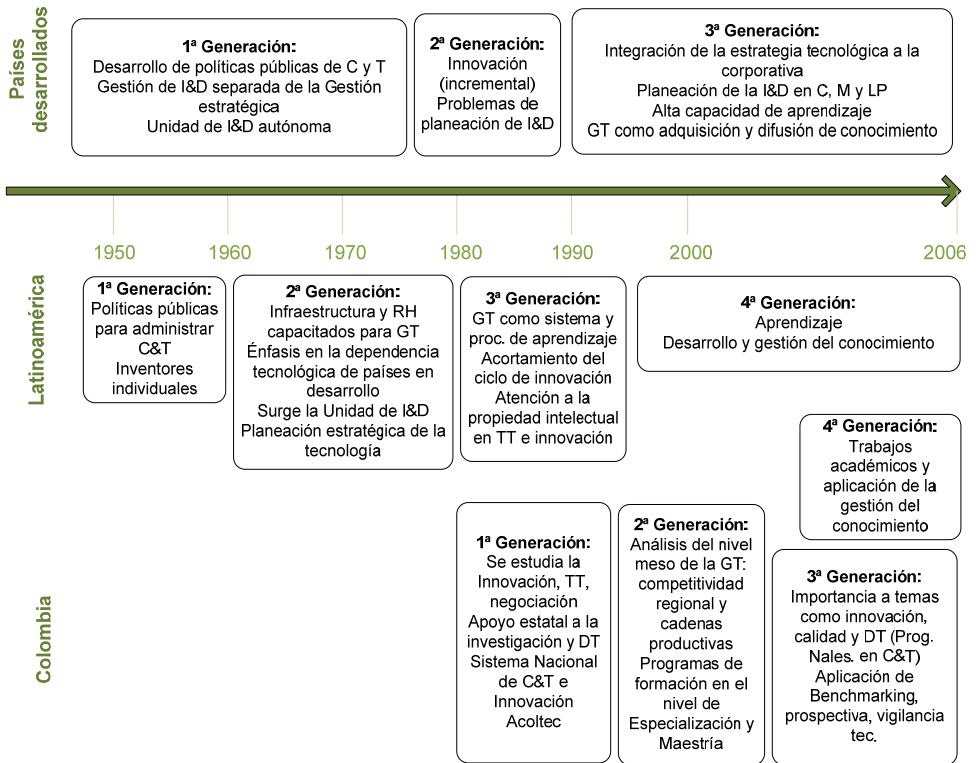 Países
desarrollados
1ª Generación:
Desarrollo de políticas públicas de C y T
Gestión de I&D separada de la Gestión
estratégica
Unidad de I&D autónoma
2ª Generación:
Innovación
(incremental)
Problemas de
planeación de I&D
3ª Generación:
Integración de la estrategia tecnológica a la
corporativa
Planeación de la I&D en C, M y LP
Alta capacidad de aprendizaje
GT como adquisición y difusión de conocimiento
1950
1960
1970
1980
1990
2000
2006
Latinoamérica
1ª Generación:
Políticas públicas
para administrar
C&T
Inventores
individuales
2ª Generación:
Infraestructura y RH
capacitados para GT
Énfasis en la dependencia
tecnológica de países en
desarrollo
Surge la Unidad de I&D
Planeación estratégica de la
tecnología
3ª Generación:
GT como sistema y
proc. de aprendizaje
Acortamiento del
ciclo de innovación
Atención a la
propiedad intelectual
en TT e innovación
4ª Generación:
Aprendizaje
Desarrollo y gestión del conocimiento
Colombia
1ª Generación:
Se estudia la
Innovación, TT,
negociación
Apoyo estatal a la
investigación y DT
Sistema Nacional
de C&T e
Innovación
Acoltec
2ª Generación:
Análisis del nivel
meso de la GT:
competitividad
regional y
cadenas
productivas
Programas de
formación en el
nivel de
Especialización y
Maestría
4ª Generación:
Trabajos
académicos y
aplicación de la
gestión del
conocimiento
3ª Generación:
Importancia a temas
como innovación,
calidad y DT (Prog.
Nales. en C&T)
Aplicación de
Benchmarking,
prospectiva, vigilancia
tec.